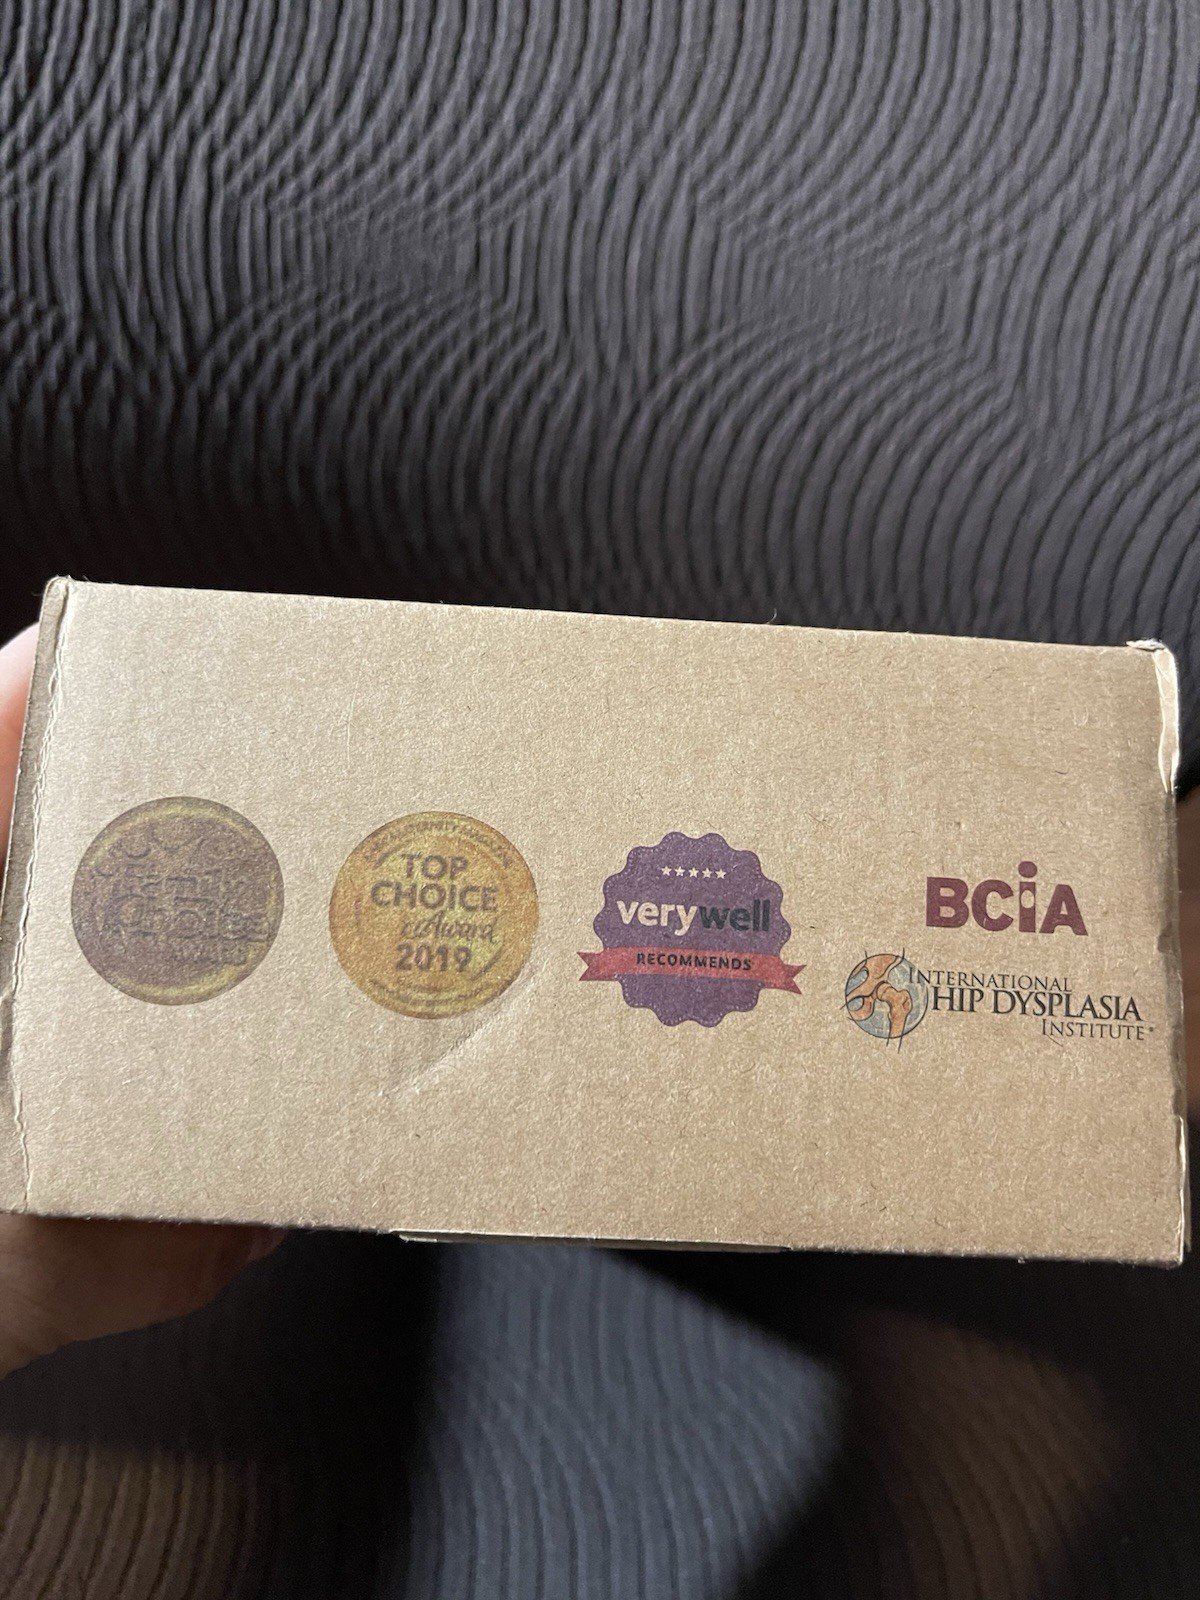 TOP
CHOICE
Award
2019
verywell
RECOMMENDS
BCiA
INTERNATIONAL
HIP DYSPLASIA
INSTITUTE®